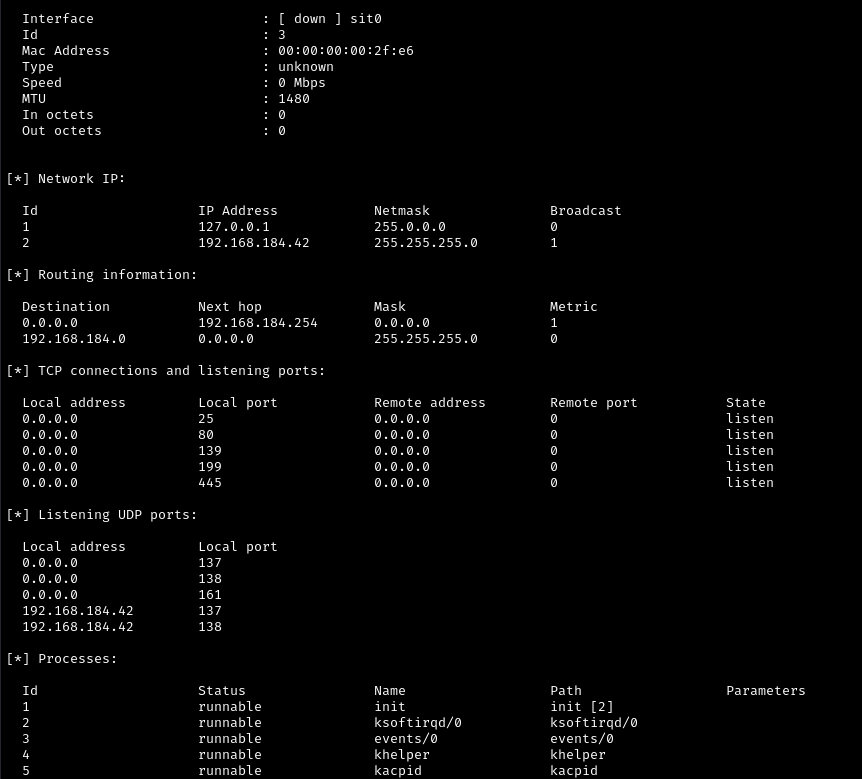 Interface : [ down ] sit0
Id : 3
Mac Address : 00:00:00:00:2f:e6
Type : unknown
Speed : 0 Mbps
MTU : 1480
In octets : 0
Out octets : 0
[*] Network IP:
Id IP Address Netmask Broadcast
1 127.0.0.1 255.0.0.0 0
2 192.168.184.42 255.255.255.0 1
[*] Routing information:
Destination Next hop Mask Metric
0.0.0.0 192.168.184.254 0.0.0.0 1
192.168.184.0 0.0.0.0 255.255.255.0 0
[*] TCP connections and listening ports:
Local address Local port Remote address Remote port State
0.0.0.0 25 0.0.0.0 0 listen
0.0.0.0 80 0.0.0.0 0 listen
0.0.0.0 139 0.0.0.0 0 listen
0.0.0.0 199 0.0.0.0 0 listen
0.0.0.0 445 0.0.0.0 0 listen
[*] Listening UDP ports:
Local address Local port
0.0.0.0 137
0.0.0.0 138
0.0.0.0 161
192.168.184.42 137
192.168.184.42 138
[*] Processes:
Id Status Name Path Parameters
1 runnable init init [2]
2 runnable ksoftirqd/0 ksoftirqd/0
3 runnable events/0 events/0
4 runnable khelper khelper
5 runnable kacpid kacpid